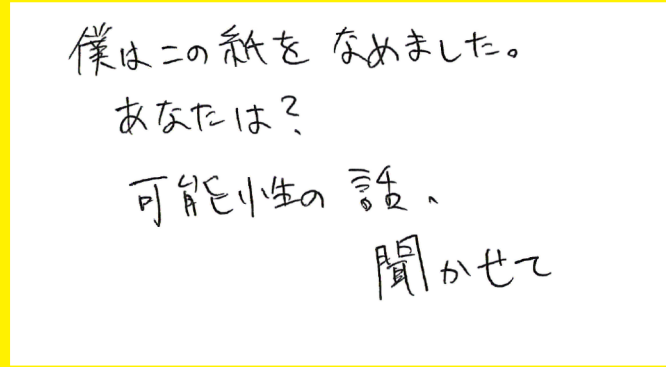 僕はこの紙をなめました。
あなたは?
可能性の話、
聞かせて